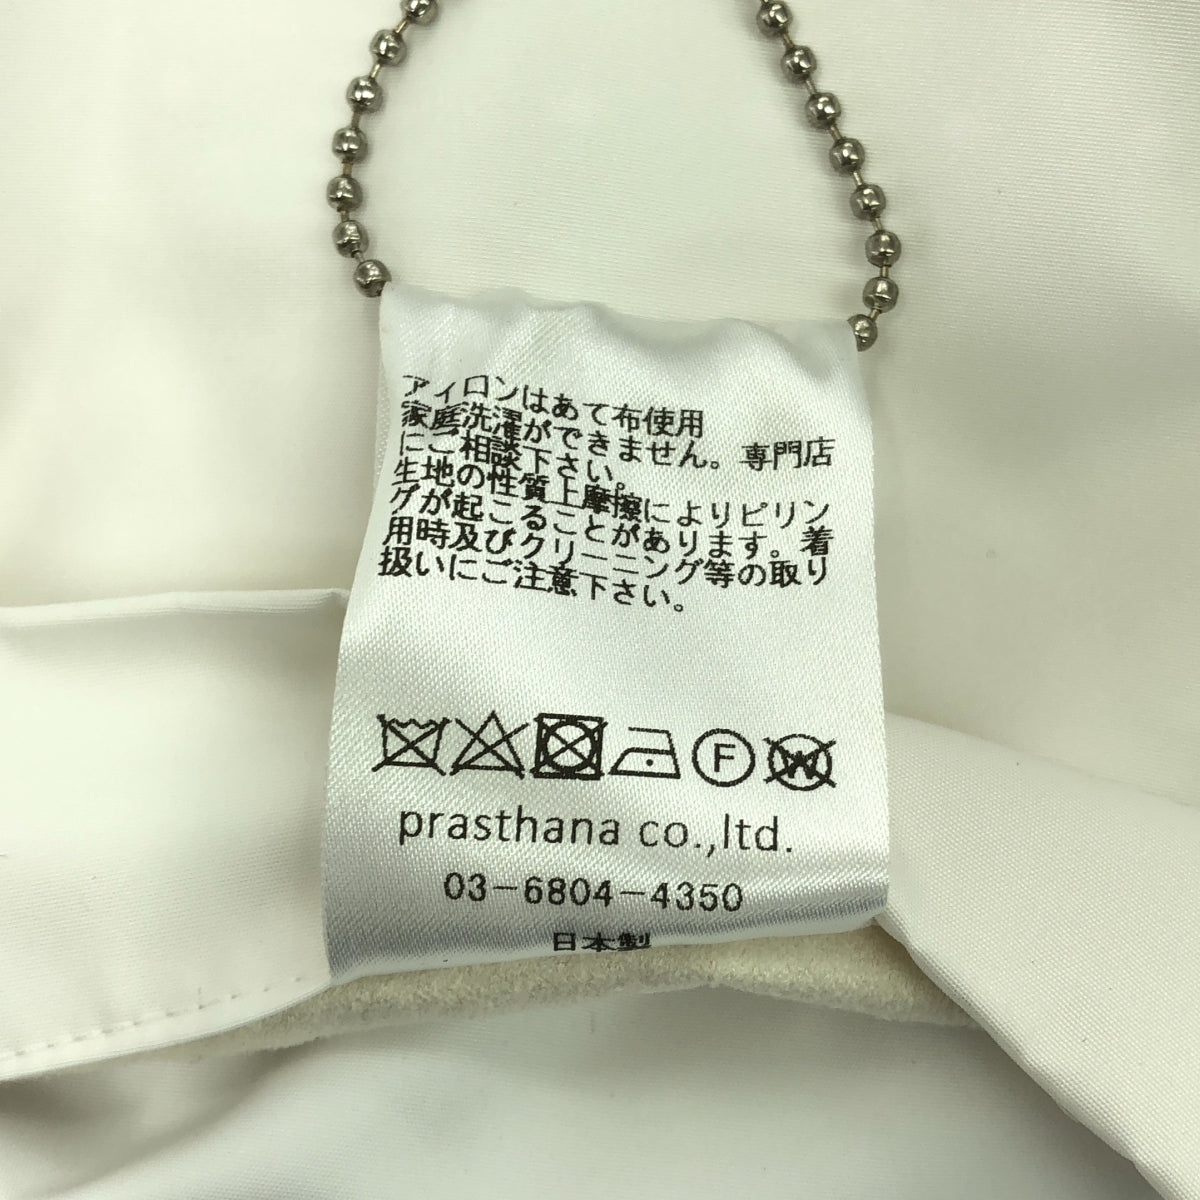 アィロンはあて布使用
家庭洗濯ができません。専門店
にご相談下さい。
生地の性質上摩擦によりピリン
グが起こることがあります。着
用時及びクリーニング等の取り
扱いにご注意下さい。
F W
prasthana co.,ltd.
03-6804-4350
日本製